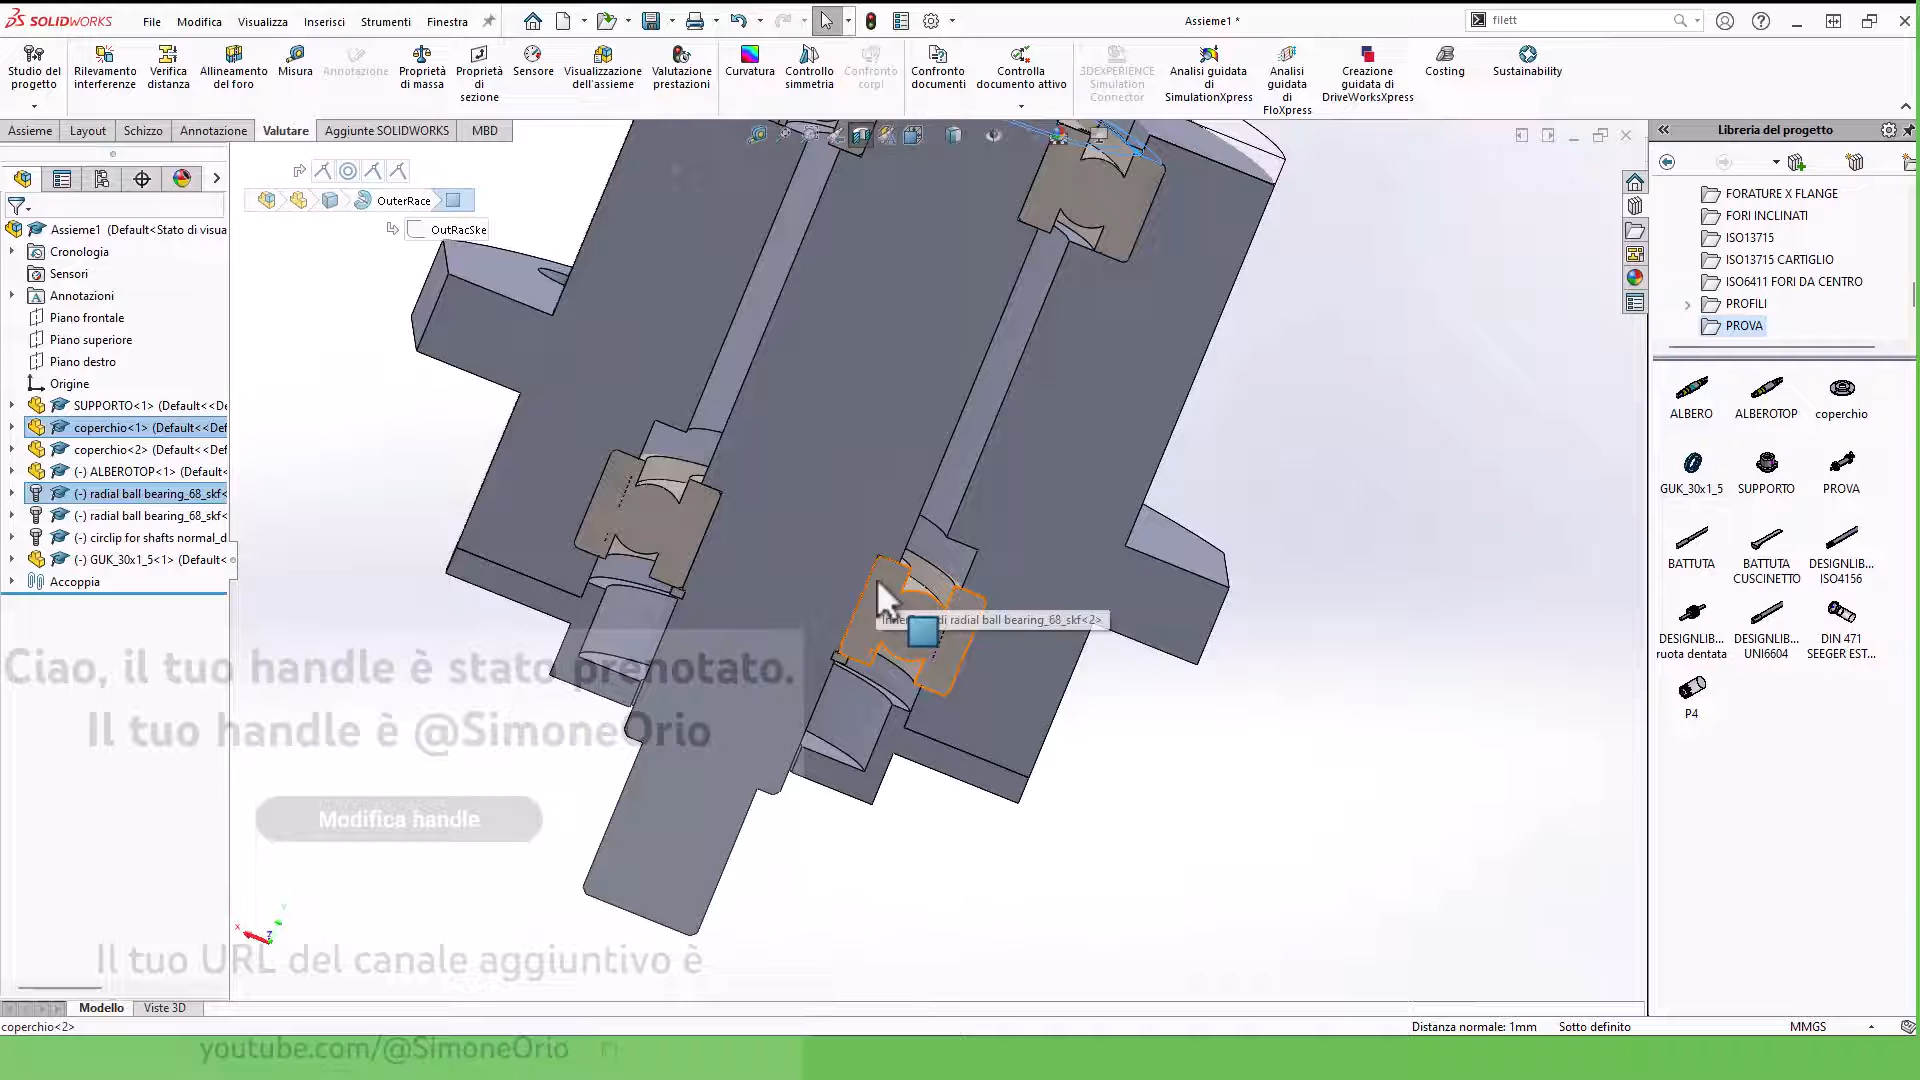 SOLIDWORKS File Modifica Visualizza Inserisci Strumenti Finestra Assieme1 * filett
Studio del progetto
Rilevamento interferenze
Verifica distanza
Allineamento del foro
Misura
Annotazione
Proprietà di massa
Proprietà di sezione
Sensore
Visualizzazione dell'assieme
Valutazione prestazioni
Curvatura
Controllo simmetria
Confronto corpi
Confronto documenti
Controlla documento attivo
3DEXPERIENCE Simulation Connector
Analisi guidata di SimulationXpress
Analisi guidata di FloXpress
Creazione guidata di DriveWorksXpress
Costing
Sustainability
Assieme Layout Schizzo Annotazione Valutare Aggiunte SOLIDWORKS MBD
Assieme1 (Default<Stato di visua
Cronologia
Sensori
Annotazioni
Piano frontale
Piano superiore
Piano destro
Origine
SUPPORTO<1> (Default<<De
coperchio<1> (Default<<Def
coperchio<2> (Default<<Def
(-) ALBEROTOP<1> (Default<
(-) radial ball bearing_68_skf<
(-) radial ball bearing_68_skf<
(-) circlip for shafts normal_d
(-) GUK_30x1_5<1> (Default<
Accoppia
OuterRace
OutRacSke
di radial ball bearing_68_skf<2>
Ciao, il tuo handle è stato prenotato.
Il tuo handle è @SimoneOrio
Modifica handle
Il tuo URL del canale aggiuntivo è
youtube.com/@SimoneOrio
Libreria del progetto
FORATURE X FLANGE
FORI INCLINATI
ISO13715
ISO13715 CARTIGLIO
ISO6411 FORI DA CENTRO
PROFILI
PROVA
ALBERO ALBEROTOP coperchio
GUK_30x1_5 SUPPORTO PROVA
BATTUTA
BATTUTA CUSCINETTO
DESIGNLIB... ISO4156
DESIGNLIB... ruota dentata
DESIGNLIB... UNI6604
DIN 471 SEEGER EST...
P4
Modello Viste 3D
coperchio<2> Distanza normale: 1mm Sotto definito MMGS
X
Y
Z